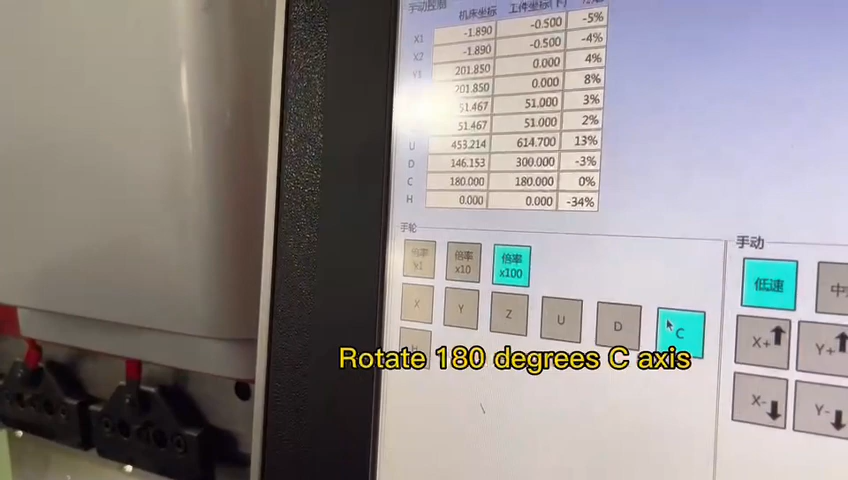 机床坐标 工件坐标
X1 -1.890 -0.500 -5%
X2 -1.890 -0.500 -4%
Y1 201.850 0.000 4%
201.850 0.000 8%
51.467 51.000 3%
51.467 51.000 2%
U 453.214 614.700 13%
D 146.153 300.000 -3%
C 180.000 180.000 0%
H 0.000 0.000 -34%
手轮
手动
倍率 x1
倍率 x10
倍率 x100
低速
中
X Y Z U D C
X+ Y+
H
Rotate 180 degrees C axis
X- Y-